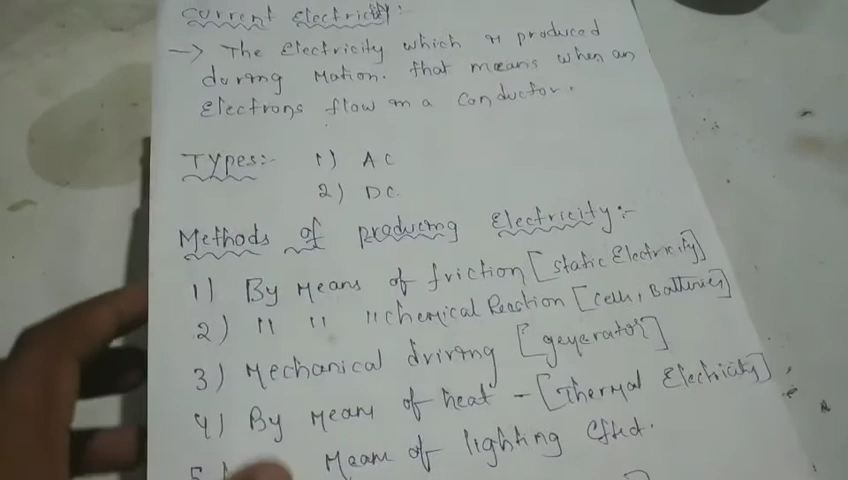 Current Electricity:-
→ The Electricity which is produced
during Motion. that means when an
Electrons flow in a conductor.
Types:- 1) AC
2) DC.
Methods of producing Electricity:-
1) By Means of friction [static Electricity]
2) " " " chemical Reaction [cells, Batteries]
3) Mechanical driving [generator]
4) By Means of heat - [Thermal Electricity]
5) Means of lighting effect.